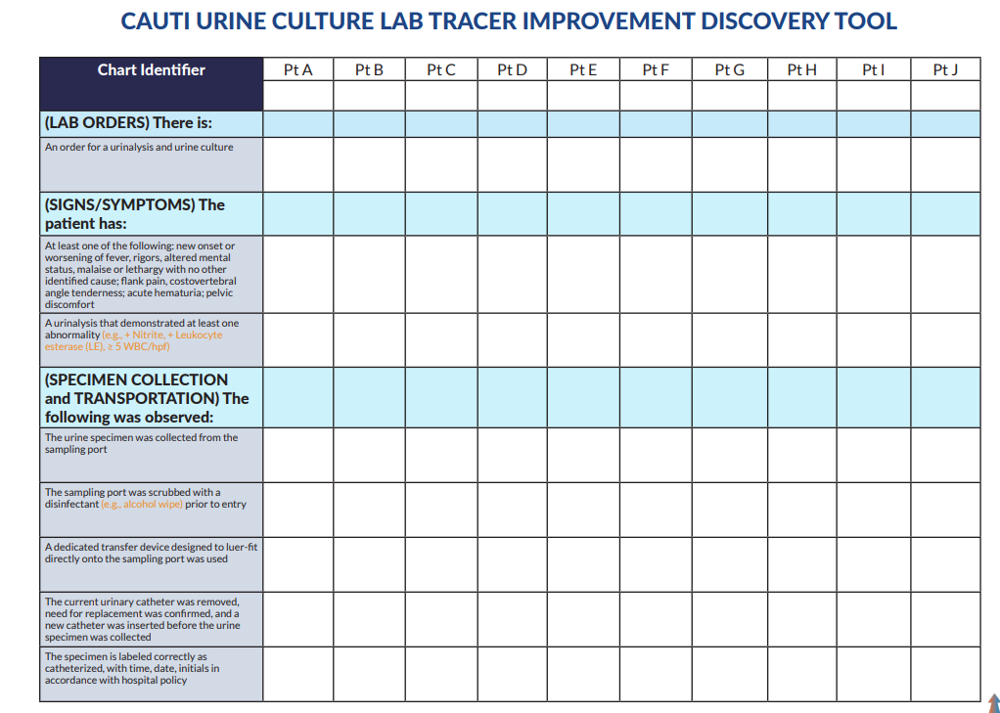 CAUTI URINE CULTURE LAB TRACER IMPROVEMENT DISCOVERY TOOL
Chart Identifier Pt A Pt B Pt C Pt D Pt E Pt F Pt G Pt H Pt I Pt J
(LAB ORDERS) There is:
An order for a urinalysis and urine culture
(SIGNS/SYMPTOMS) The
patient has:
At least one of the following: new onset or
worsening of fever, rigors, altered mental
status, malaise or lethargy with no other
identified cause; flank pain, costovertebral
angle tenderness; acute hematuria; pelvic
discomfort
A urinalysis that demonstrated at least one
abnormality (e.g., + Nitrite, + Leukocyte
esterase (LE), ≥ 5 WBC/hpf)
(SPECIMEN COLLECTION
and TRANSPORTATION) The
following was observed:
The urine specimen was collected from the
sampling port
The sampling port was scrubbed with a
disinfectant (e.g., alcohol wipe) prior to entry
A dedicated transfer device designed to luer-fit
directly onto the sampling port was used
The current urinary catheter was removed,
need for replacement was confirmed, and a
new catheter was inserted before the urine
specimen was collected
The specimen is labeled correctly as
catheterized, with time, date, initials in
accordance with hospital policy